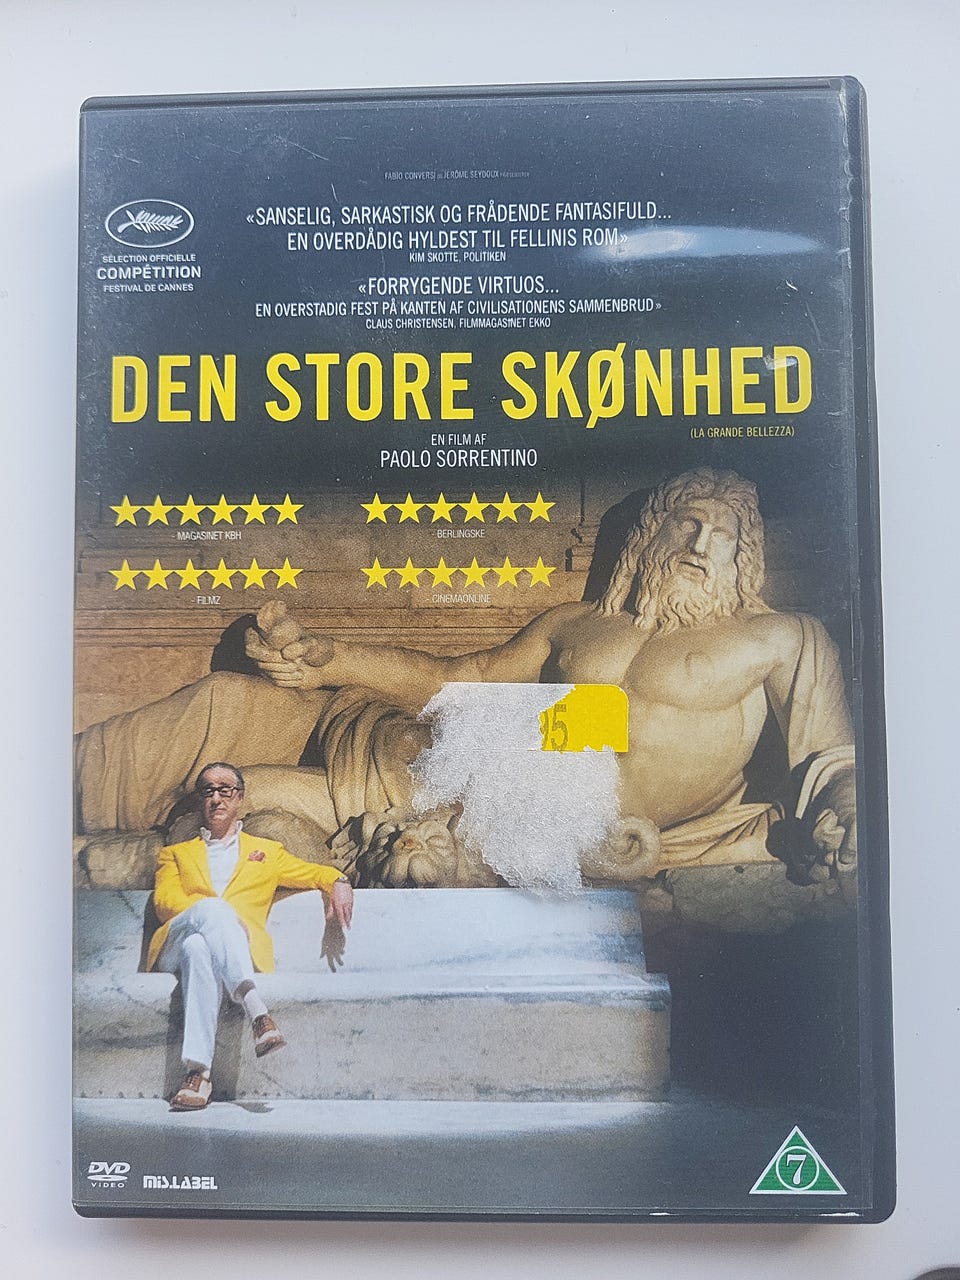 FABIO CONVERSI OG JÉRÔME SEYDOUX PRÆSENTERER
SÉLECTION OFFICIELLE
COMPÉTITION
FESTIVAL DE CANNES
«SANSELIG, SARKASTISK OG FRÅDENDE FANTASIFULD...
EN OVERDÅDIG HYLDEST TIL FELLINIS ROM»
KIM SKOTTE, POLITIKEN
«FORRYGENDE VIRTUOS...
EN OVERSTADIG FEST PÅ KANTEN AF CIVILISATIONENS SAMMENBRUD»
CLAUS CHRISTENSEN, FILMMAGASINET EKKO
DEN STORE SKØNHED
(LA GRANDE BELLEZZA)
EN FILM AF
PAOLO SORRENTINO
- MAGASINET KBH
- BERLINGSKE
- FILMZ
- CINEMAONLINE
95
DVD
VIDEO
MIS.LABEL
7